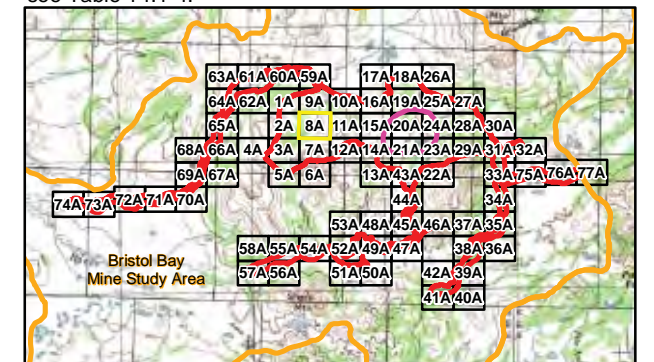 63A 61A 60A 59A 17A 18A 26A
64A 62A 1A 9A 10A 16A 19A 25A 27A
65A 2A 8A 11A 15A 20A 24A 28A 30A
68A 66A 4A 3A 7A 12A 14A 21A 23A 29A 31A 32A
69A 67A 5A 6A 13A 43A 22A 33A 75A 76A 77A
74A 73A 72A 71A 70A 44A 34A
53A 48A 45A 46A 37A 35A
58A 55A 54A 52A 49A 47A 38A 36A
Bristol Bay
Mine Study Area
57A 56A 51A 50A 42A 39A
41A 40A